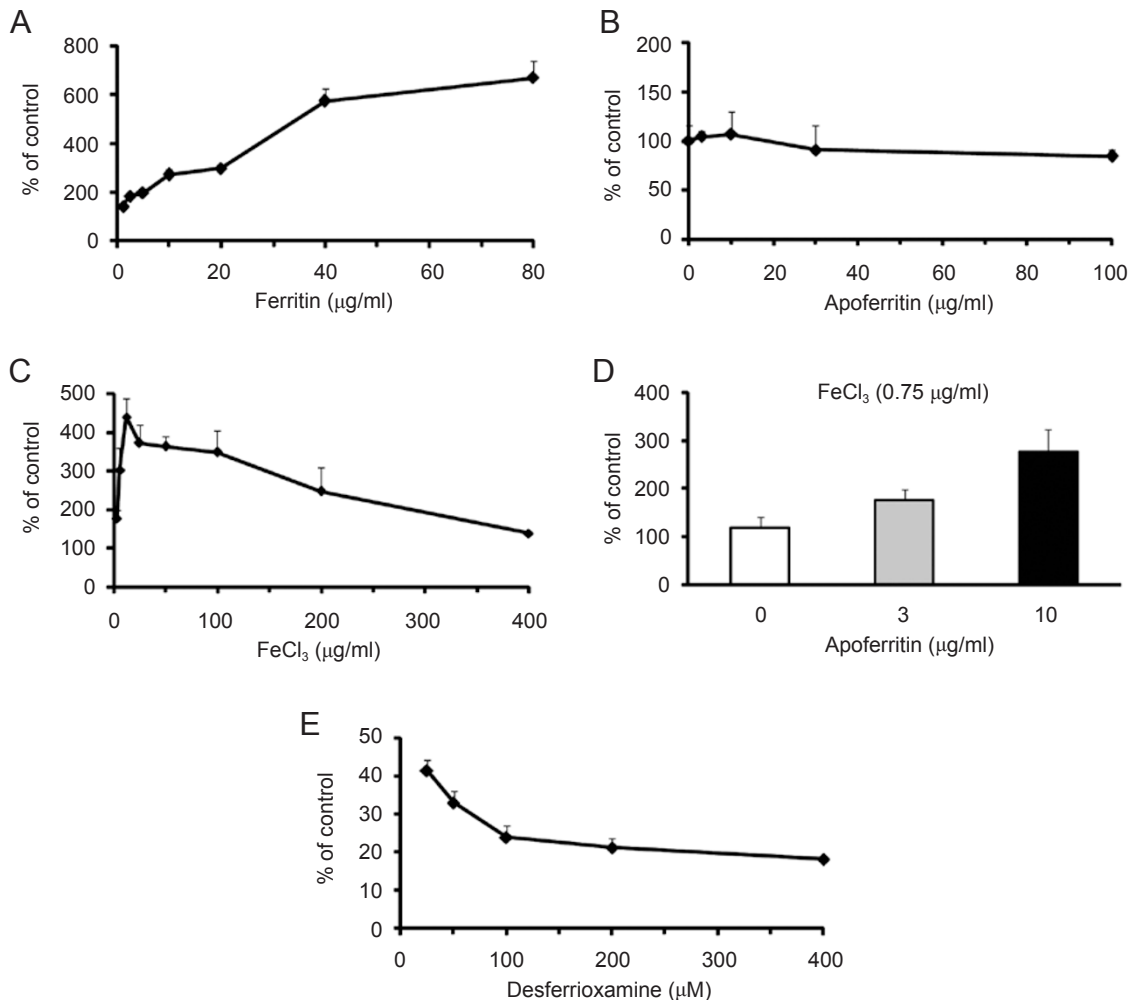 A
800
600
400
200
0
% of control
0 20 40 60 80
Ferritin (μg/ml)
B
200
150
100
50
0
% of control
0 20 40 60 80 100
Apoferritin (μg/ml)
C
500
400
300
200
100
0
% of control
0 100 200 300 400
FeCl₃ (μg/ml)
D
FeCl₃ (0.75 μg/ml)
400
300
200
100
0
% of control
0 3 10
Apoferritin (μg/ml)
E
50
40
30
20
10
0
% of control
0 100 200 300 400
Desferrioxamine (μM)